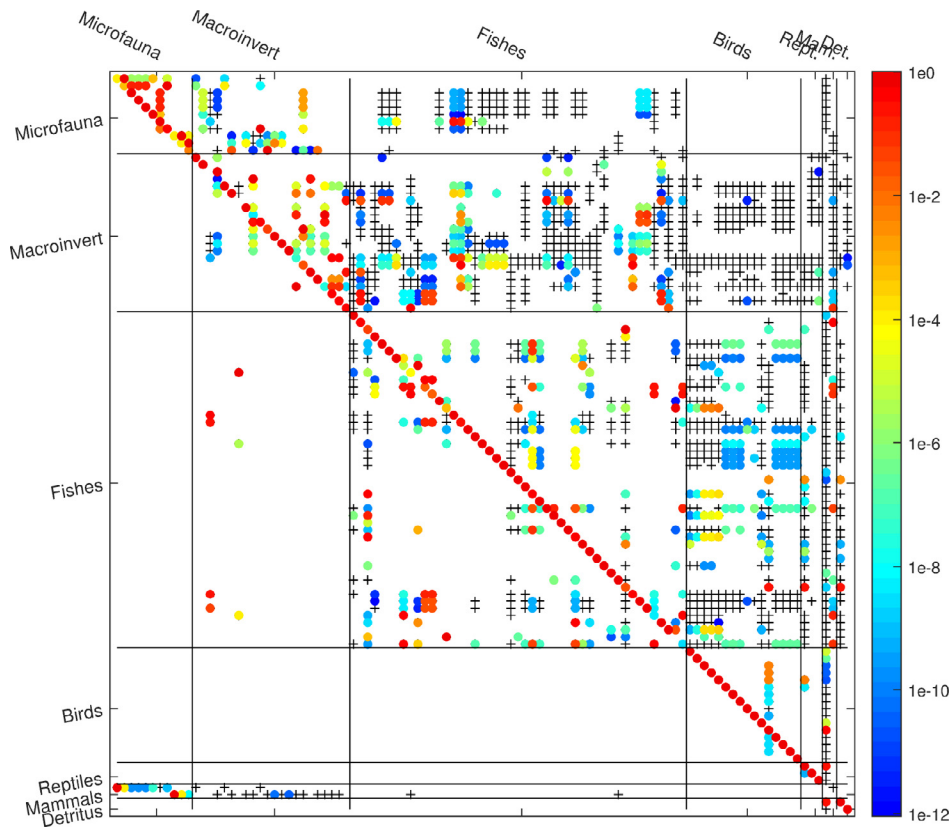 Microfauna
Macroinvert
Fishes
Birds
Rept.
Mam.
Det.
Microfauna
Macroinvert
Fishes
Birds
Reptiles
Mammals
Detritus
1e0
1e-2
1e-4
1e-6
1e-8
1e-10
1e-12